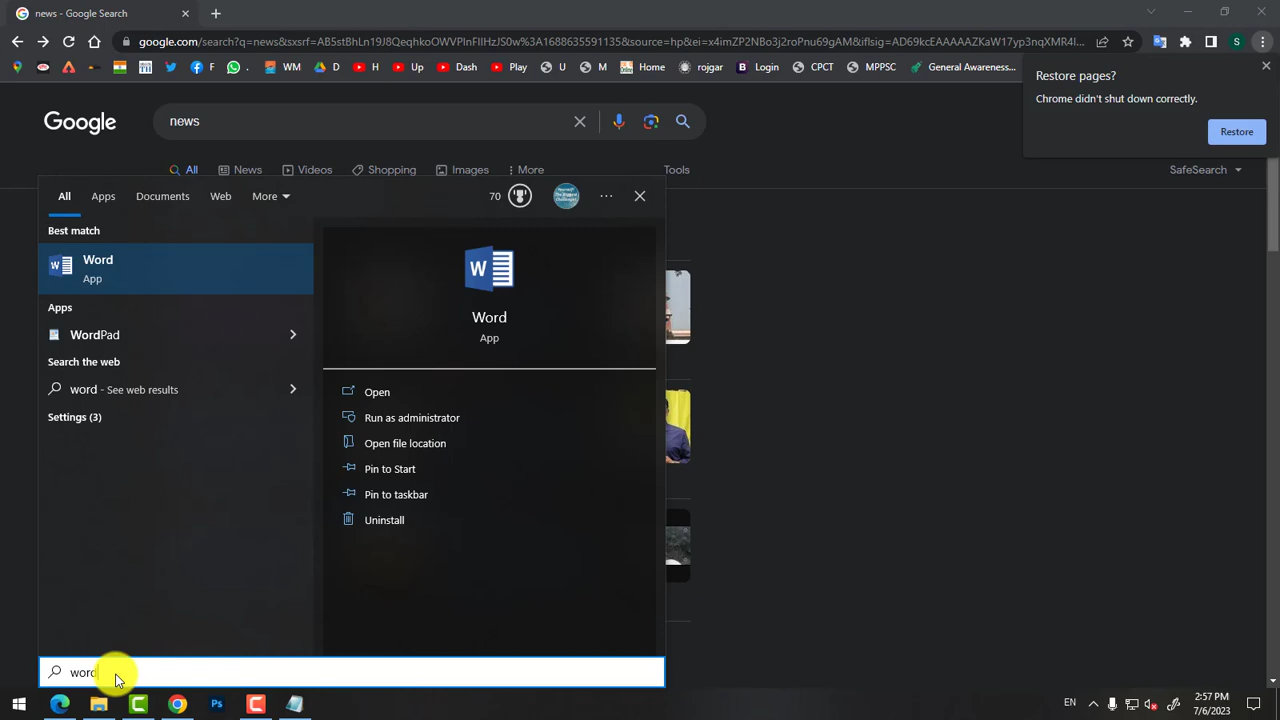 news - Google Search
google.com/search?q=news&sxsrf=AB5stBhLn19J8QeqhkoOWVPlnFllHzJS0w%3A1688635591135&source=hp&ei=x4imZPO2NBo3j2roPnu69gAM&iflsig=AD69kcEAAAAAZKaW17yp3nqXMR4l...
S
F
WM
D
H
Up
Dash
Play
U
M
Home
rojgar
Login
CPCT
MPPSC
General Awareness...
Restore pages?
Chrome didn't shut down correctly.
Restore
Google
news
All
News
Videos
Shopping
Images
More
Tools
SafeSearch
All
Apps
Documents
Web
More
70
Best match
Word
App
Apps
WordPad
Search the web
word - See web results
Settings (3)
Word
App
Open
Run as administrator
Open file location
Pin to Start
Pin to taskbar
Uninstall
word
EN
2:57 PM
7/6/2023